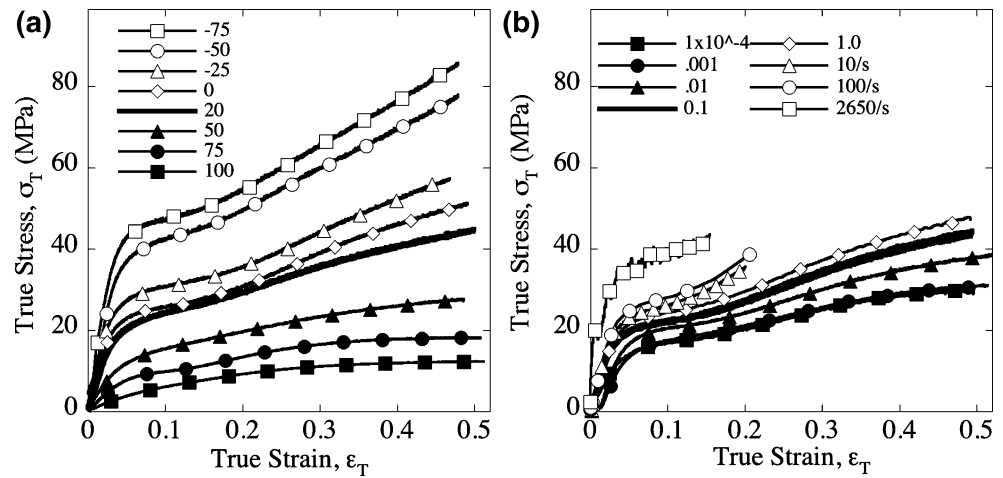 (a)
-75
-50
-25
0
20
50
75
100
80
60
40
20
0
True Stress, σT (MPa)
0 0.1 0.2 0.3 0.4 0.5
True Strain, εT
(b)
1x10^-4 1.0
.001 10/s
.01 100/s
0.1 2650/s
80
60
40
20
0
True Stress, σT (MPa)
0 0.1 0.2 0.3 0.4 0.5
True Strain, εT